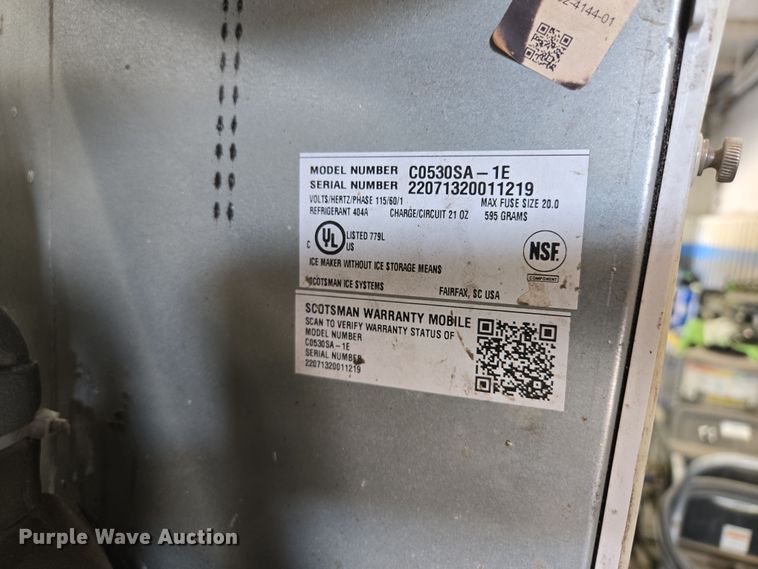 2-4144-01
MODEL NUMBER C0530SA-1E
SERIAL NUMBER 22071320011219
VOLTS/HERTZ/PHASE 115/60/1 MAX FUSE SIZE 20.0
REFRIGERANT 404A CHARGE/CIRCUIT 21 OZ 595 GRAMS
C UL US LISTED 779L
NSF
COMPONENT
ICE MAKER WITHOUT ICE STORAGE MEANS
SCOTSMAN ICE SYSTEMS FAIRFAX, SC USA
SCOTSMAN WARRANTY MOBILE
SCAN TO VERIFY WARRANTY STATUS OF
MODEL NUMBER
C0530SA-1E
SERIAL NUMBER
22071320011219
Purple Wave Auction